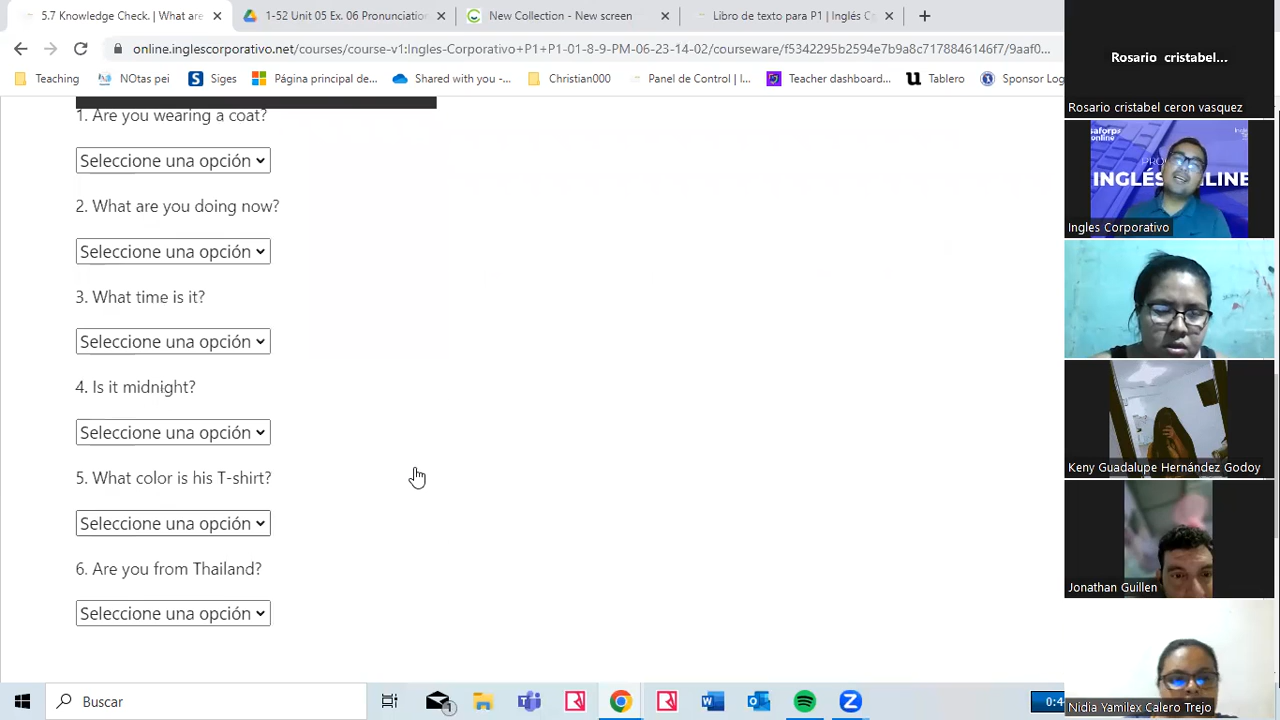 5.7 Knowledge Check. | What are
1-52 Unit 05 Ex. 06 Pronunciation
New Collection - New screen
Libro de texto para P1 | Inglés C
online.inglescorporativo.net/courses/course-v1:Ingles-Corporativo+P1+P1-01-8-9-PM-06-23-14-02/courseware/f5342295b2594e7b9a8c7178846146f7/9aaf0...
Teaching
NOtas pei
Siges
Página principal de...
Shared with you -...
Christian000
Panel de Control | I...
Teacher dashboard...
Tablero
Sponsor Log
1. Are you wearing a coat?
Seleccione una opción
2. What are you doing now?
Seleccione una opción
3. What time is it?
Seleccione una opción
4. Is it midnight?
Seleccione una opción
5. What color is his T-shirt?
Seleccione una opción
6. Are you from Thailand?
Seleccione una opción
Rosario cristabel...
Rosario cristabel ceron vasquez
INGLÉS
LINE
Ingles Corporativo
Keny Guadalupe Hernández Godoy
Jonathan Guillen
Nidia Yamilex Calero Trejo
Buscar
1
0:4